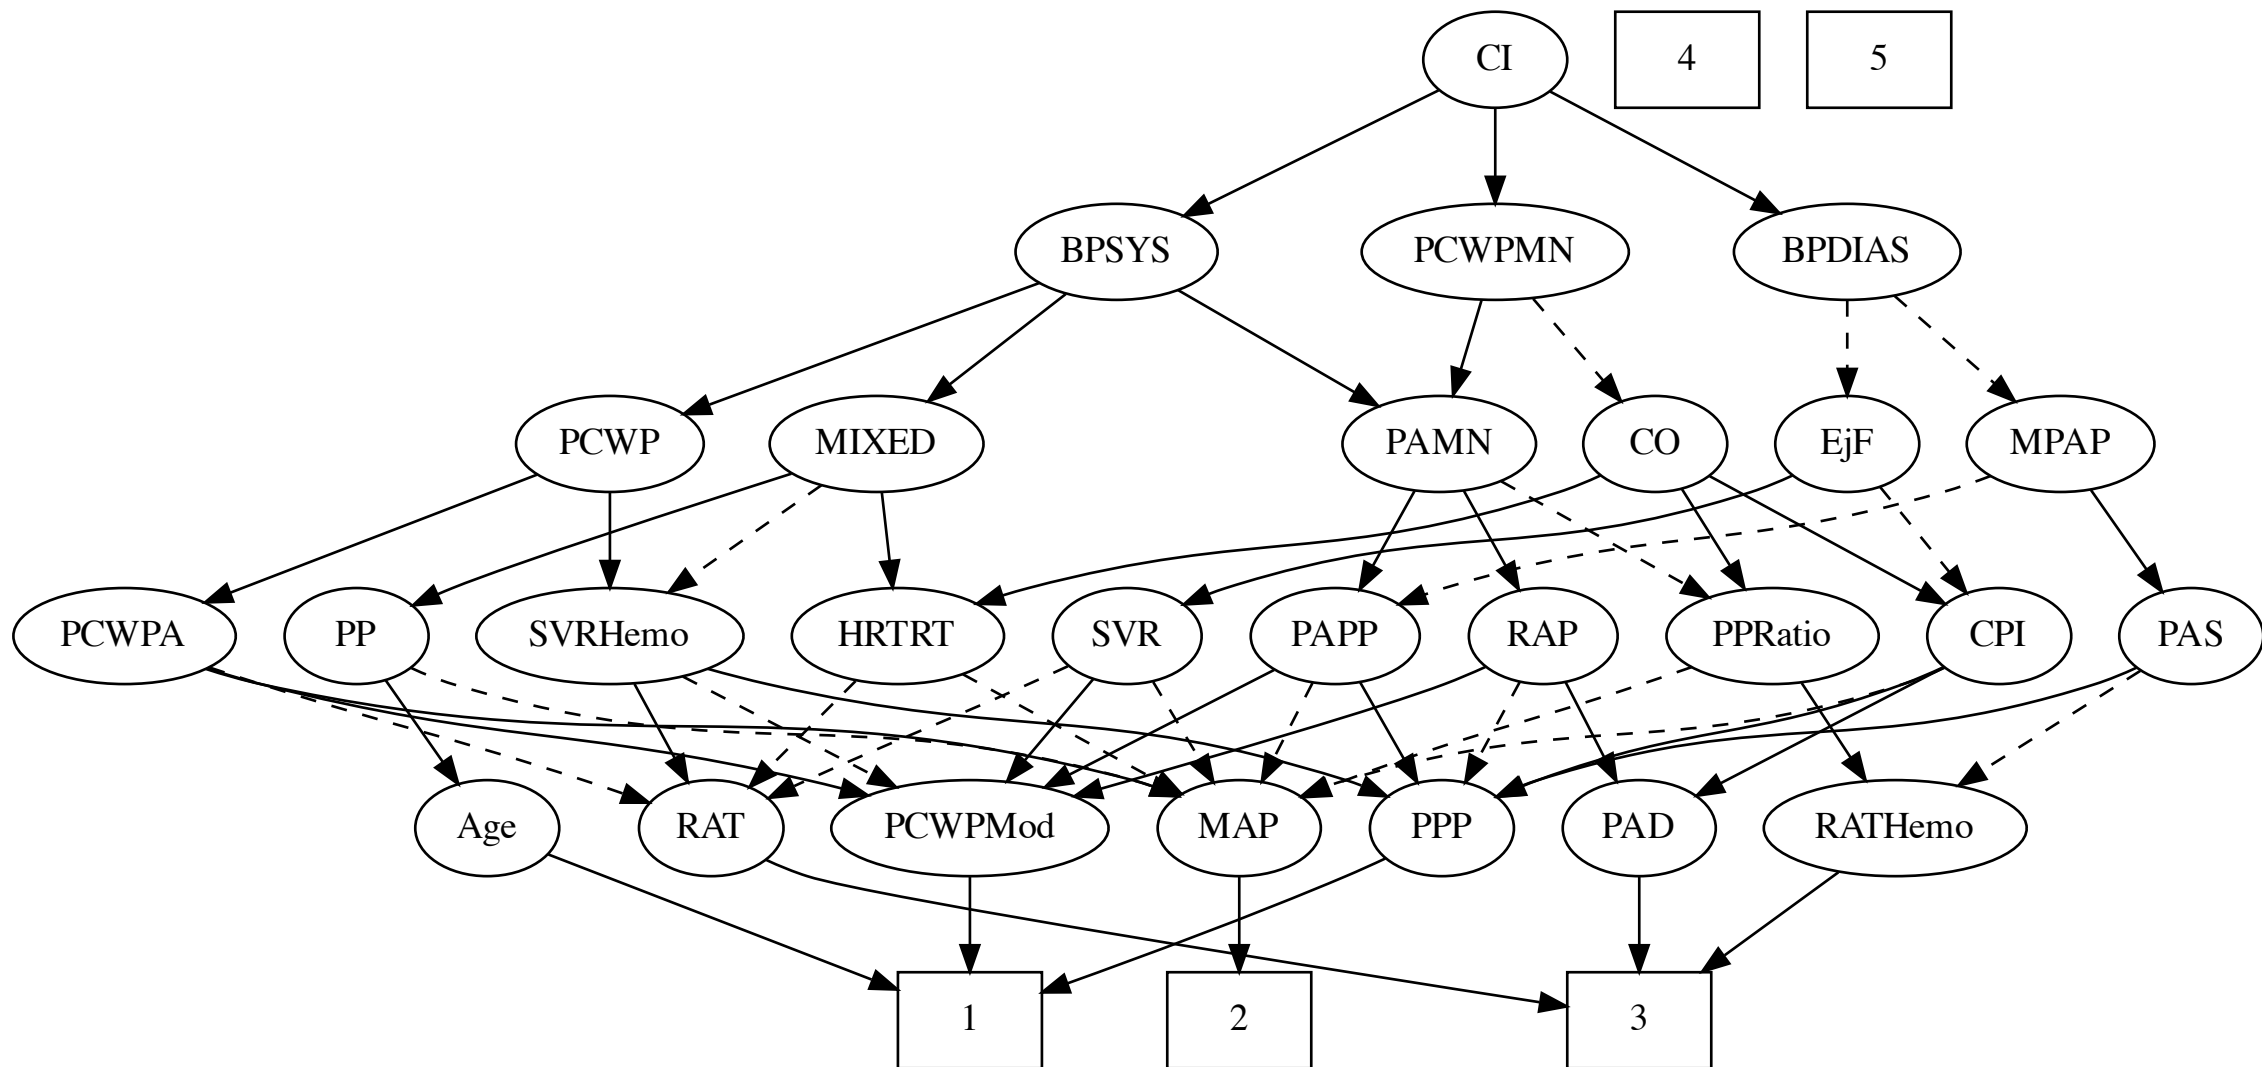 CI
4
5
BPSYS
PCWPMN
BPDIAS
PCWP
MIXED
PAMN
CO
EjF
MPAP
PCWPA
PP
SVRHemo
HRTRT
SVR
PAPP
RAP
PPRatio
CPI
PAS
Age
RAT
PCWPMod
MAP
PPP
PAD
RATHemo
1
2
3